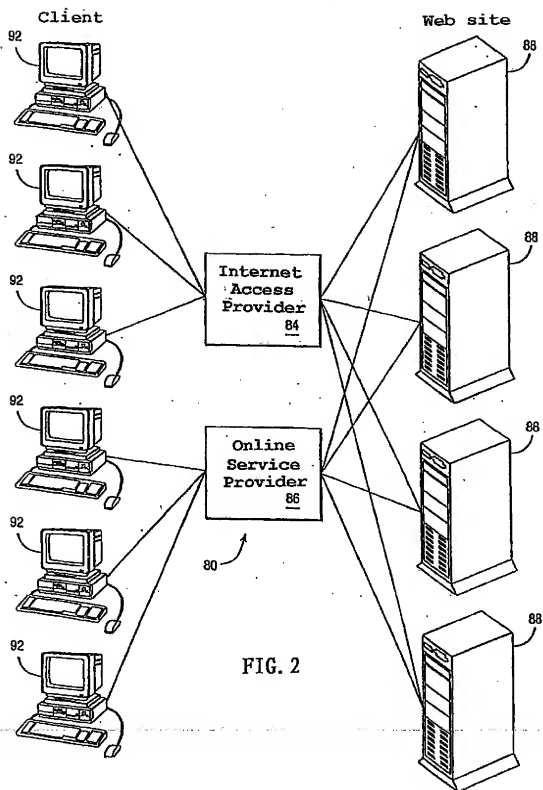 Client
Web site
92
88
92
92
88
Internet
Access
Provider
84
92
88
Online
Service
Provider
86
92
80
88
92
FIG. 2